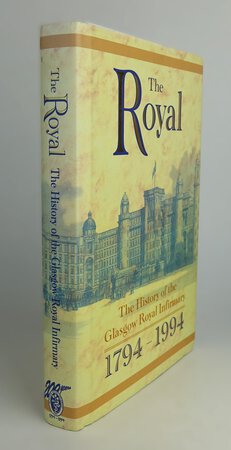 The
Royal
The History of the
Glasgow Royal Infirmary
1794 - 1994
The
Royal
The History of the Glasgow Royal Infirmary